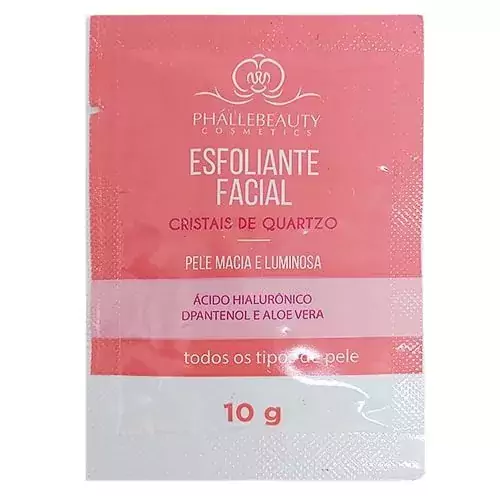 PHÁLLEBEAUTY
COSMETICS
ESFOLIANTE
FACIAL
CRISTAIS DE QUARTZO
PELE MACIA E LUMINOSA
ÁCIDO HIALURÔNICO
DPANTENOL E ALOE VERA
todos os tipos de pele
10 g